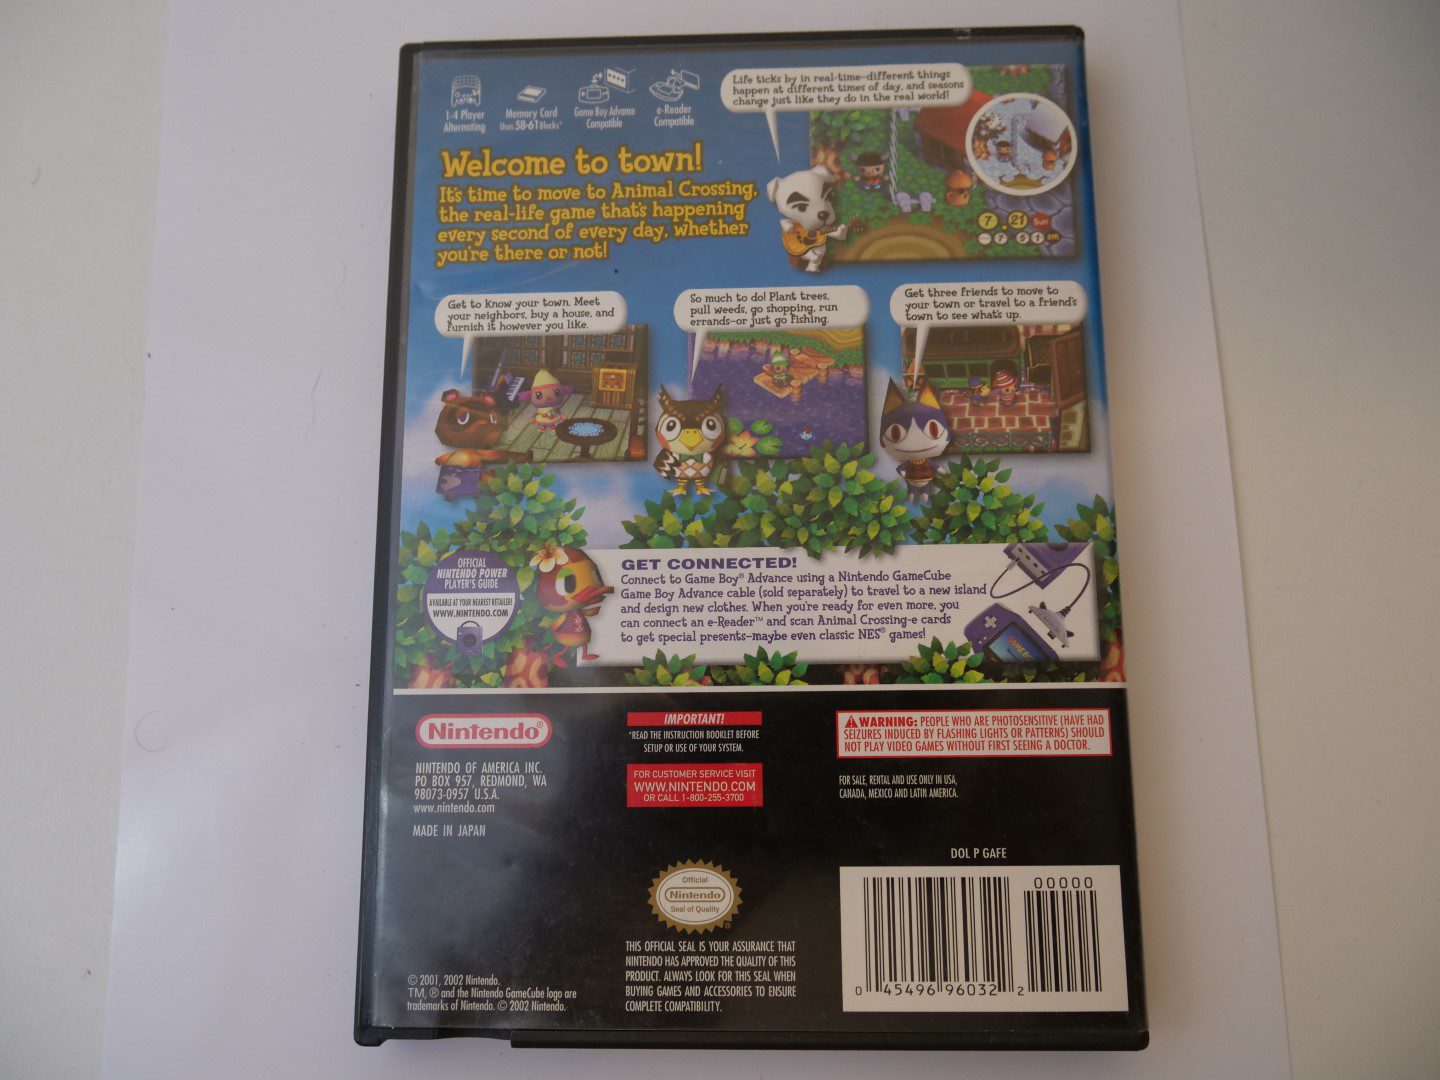 1-4 Player
Alternating
Memory Card
Uses 58-61 Blocks*
Game Boy Advance
Compatible
e-Reader
Compatible
Life ticks by in real-time–different things
happen at different times of day, and seasons
change just like they do in the real world!
Welcome to town!
It's time to move to Animal Crossing,
the real-life game that's happening
every second of every day, whether
you're there or not!
7.21 Sun
7:51 am
Get to know your town. Meet
your neighbors, buy a house, and
furnish it however you like.
So much to do! Plant trees,
pull weeds, go shopping, run
errands–or just go fishing.
Get three friends to move to
your town or travel to a friend's
town to see what's up.
OFFICIAL
NINTENDO POWER
PLAYER'S GUIDE
AVAILABLE AT YOUR NEAREST RETAILER!
WWW.NINTENDO.COM
GET CONNECTED!
Connect to Game Boy® Advance using a Nintendo GameCube
Game Boy Advance cable (sold separately) to travel to a new island
and design new clothes. When you're ready for even more, you
can connect an e-Reader™ and scan Animal Crossing-e cards
to get special presents–maybe even classic NES® games!
Nintendo®
NINTENDO OF AMERICA INC.
PO BOX 957, REDMOND, WA
98073-0957 U.S.A.
www.nintendo.com
MADE IN JAPAN
IMPORTANT!
*READ THE INSTRUCTION BOOKLET BEFORE
SETUP OR USE OF YOUR SYSTEM.
FOR CUSTOMER SERVICE VISIT
WWW.NINTENDO.COM
OR CALL 1-800-255-3700
WARNING: PEOPLE WHO ARE PHOTOSENSITIVE (HAVE HAD
SEIZURES INDUCED BY FLASHING LIGHTS OR PATTERNS) SHOULD
NOT PLAY VIDEO GAMES WITHOUT FIRST SEEING A DOCTOR.
FOR SALE, RENTAL AND USE ONLY IN USA,
CANADA, MEXICO AND LATIN AMERICA.
Official
Nintendo
Seal of Quality
®
THIS OFFICIAL SEAL IS YOUR ASSURANCE THAT
NINTENDO HAS APPROVED THE QUALITY OF THIS
PRODUCT. ALWAYS LOOK FOR THIS SEAL WHEN
BUYING GAMES AND ACCESSORIES TO ENSURE
COMPLETE COMPATIBILITY.
© 2001, 2002 Nintendo.
TM, ® and the Nintendo GameCube logo are
trademarks of Nintendo. © 2002 Nintendo.
DOL P GAFE
00000
0 45496 96032 2